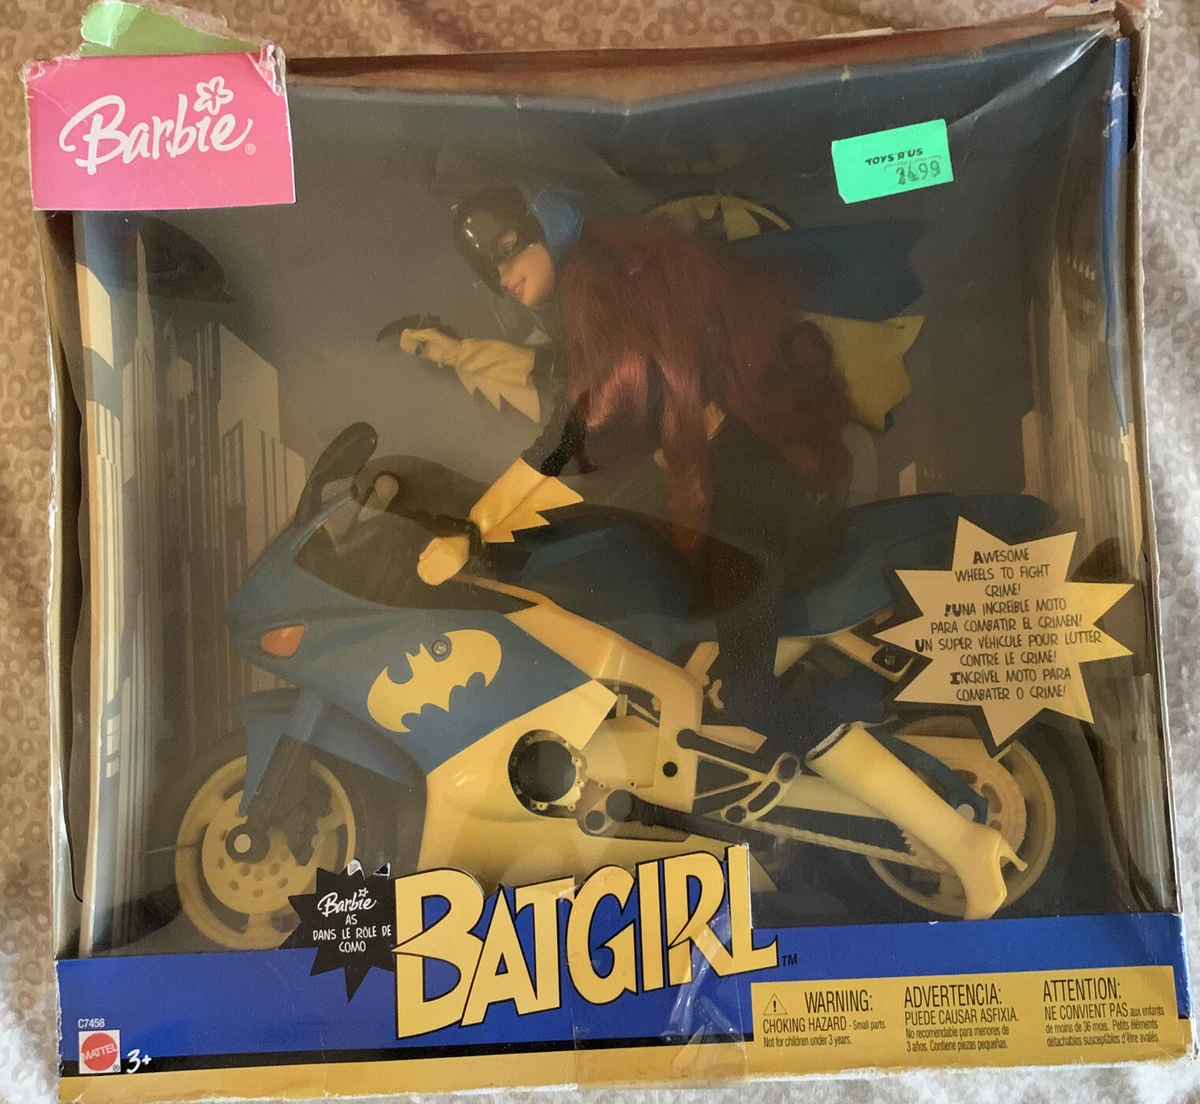 Barbie®
TOYS Я US
AWESOME
WHEELS TO FIGHT
CRIME!
!UNA INCREÍBLE MOTO
PARA COMBATIR EL CRIMEN!
UN SUPER VÉHICULE POUR LUTTER
CONTRE LE CRIME!
INCRÍVEL MOTO PARA
COMBATER O CRIME!
Barbie
AS
DANS LE RÔLE DE
COMO
BATGIRL™
C7458
MATTEL®
3+
WARNING:
CHOKING HAZARD - Small parts.
Not for children under 3 years.
ADVERTENCIA:
PUEDE CAUSAR ASFIXIA.
No recomendable para menores de
3 años. Contiene piezas pequeñas.
ATTENTION:
NE CONVIENT PAS aux enfants
de moins de 36 mois. Petits éléments
détachables susceptibles d'être avalés.